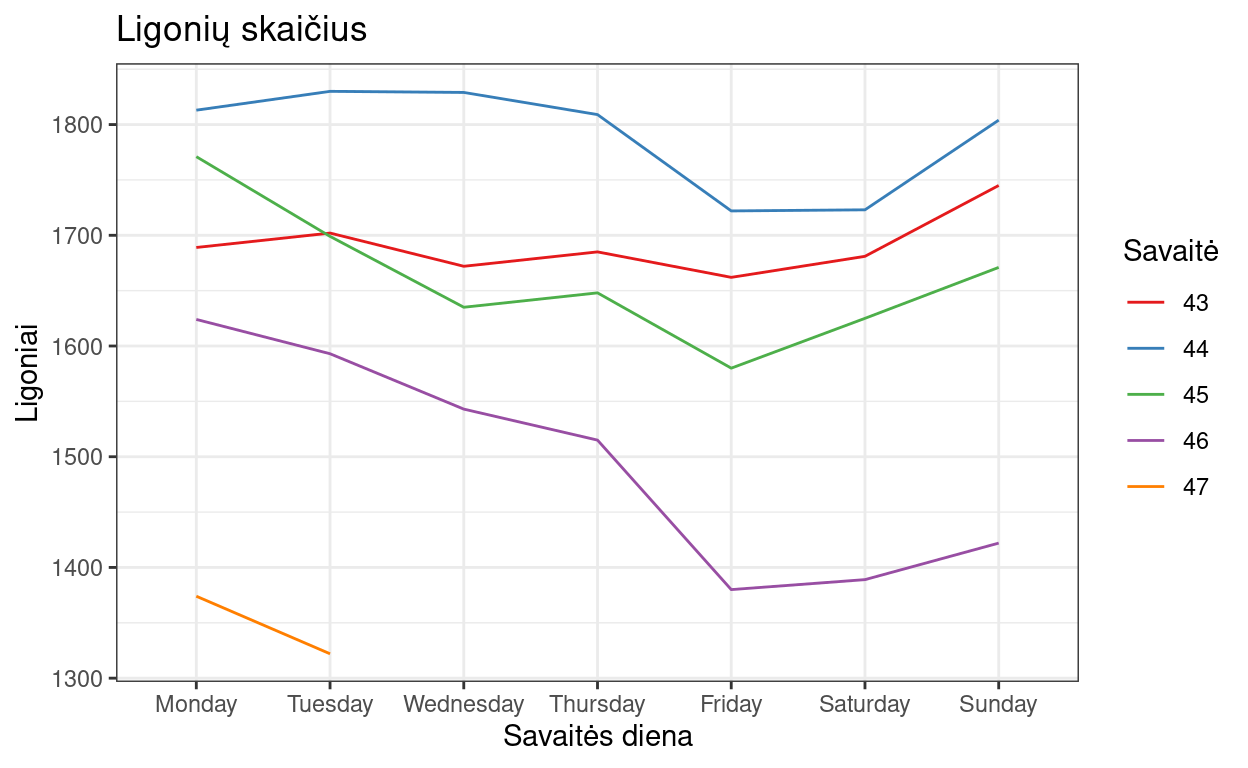 Ligonių skaičius
Ligoniai
1800
1700
1600
1500
1400
1300
Monday Tuesday Wednesday Thursday Friday Saturday Sunday
Savaitės diena
Savaitė
43
44
45
46
47